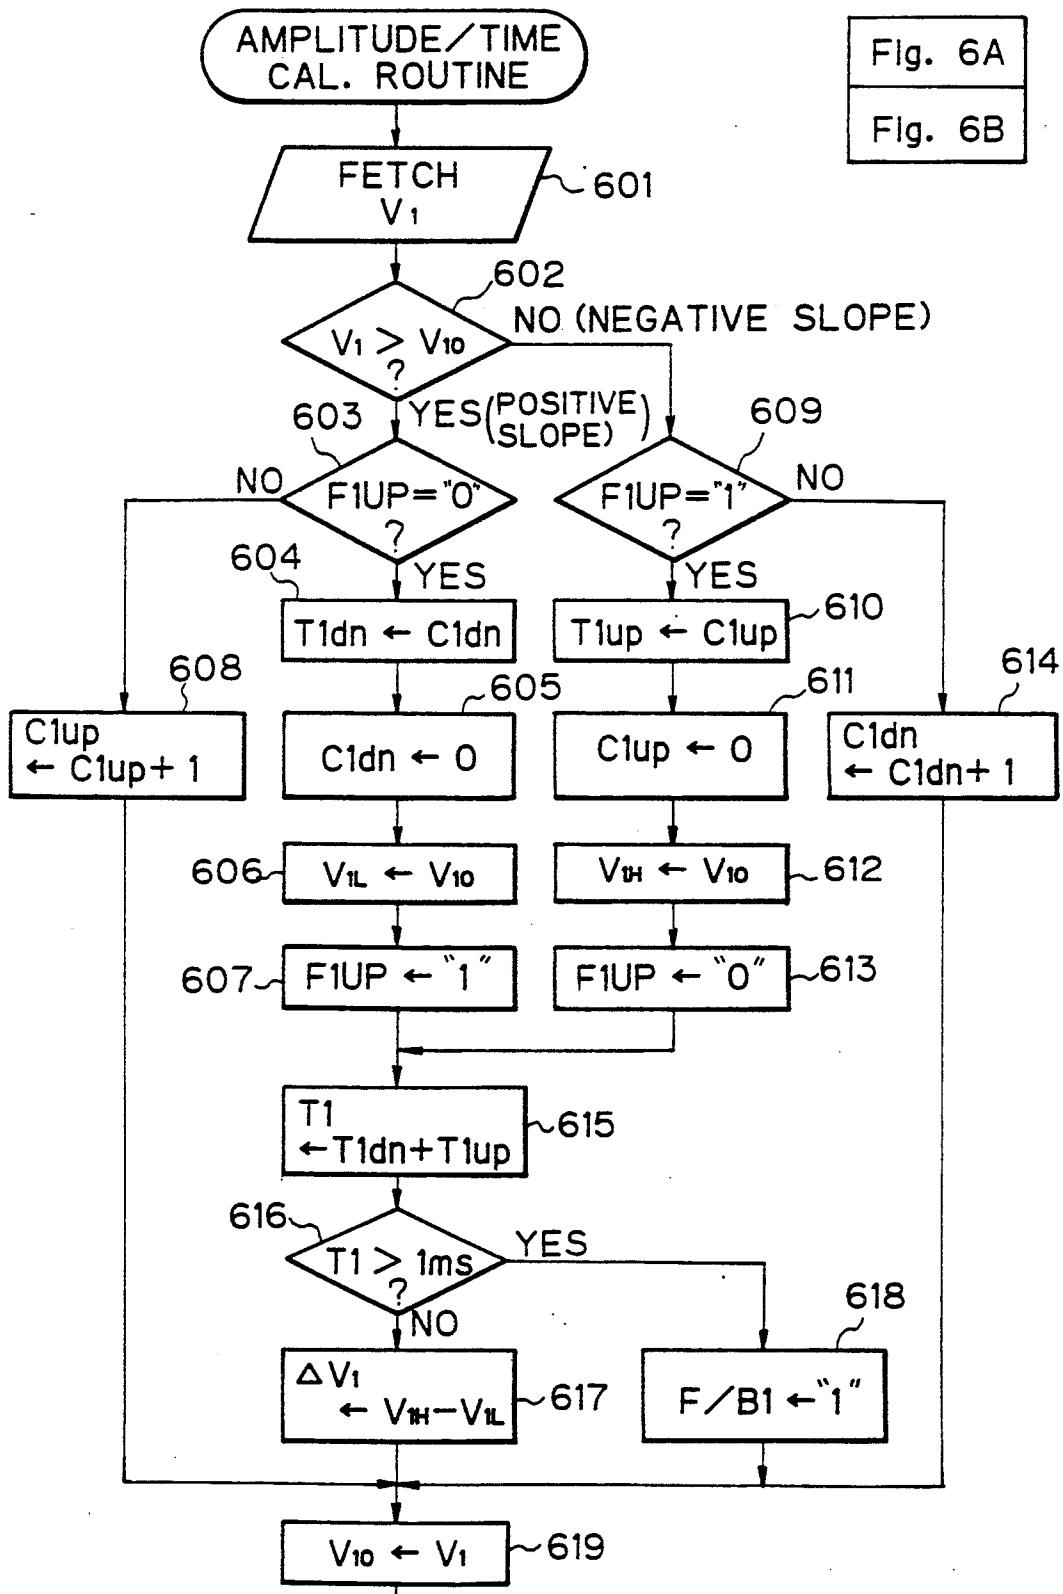 AMPLITUDE/TIME
CAL. ROUTINE
Fig. 6A
Fig. 6B
FETCH
V1
601
602
V1 > V10
?
NO (NEGATIVE SLOPE)
YES (POSITIVE
SLOPE)
603
609
NO
F1UP="0"
?
F1UP="1"
?
NO
604
YES
YES
T1dn ← C1dn
T1up ← C1up
610
608
605
611
614
C1up
← C1up + 1
C1dn ← 0
C1up ← 0
C1dn
← C1dn + 1
606
V1L ← V10
V1H ← V10
612
607
F1UP ← "1"
F1UP ← "0"
613
T1
← T1dn+T1up
615
616
T1 > 1ms
?
YES
NO
618
△V1
← V1H−V1L
617
F/B1 ← "1"
V10 ← V1
619